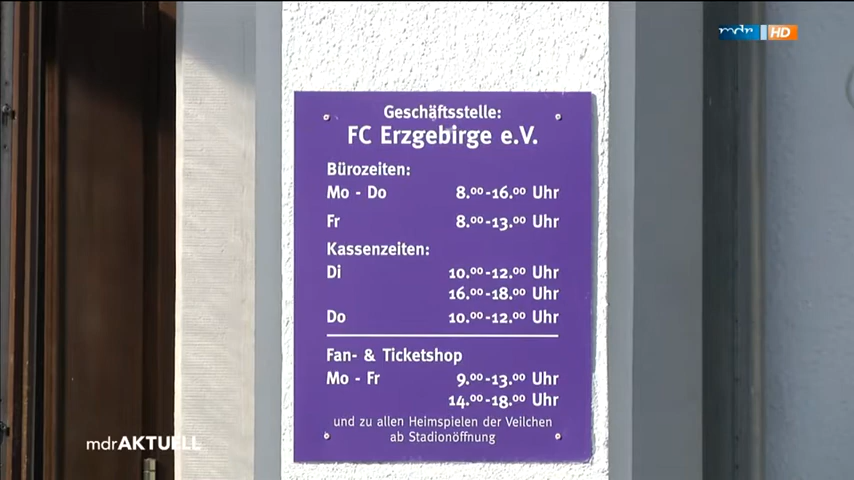 mdr HD
Geschäftsstelle:
FC Erzgebirge e.V.
Bürozeiten:
Mo - Do 8.00-16.00 Uhr
Fr 8.00-13.00 Uhr
Kassenzeiten:
Di 10.00-12.00 Uhr
16.00-18.00 Uhr
Do 10.00-12.00 Uhr
Fan- & Ticketshop
Mo - Fr 9.00-13.00 Uhr
14.00-18.00 Uhr
und zu allen Heimspielen der Veilchen
ab Stadionöffnung
mdrAKTUELL